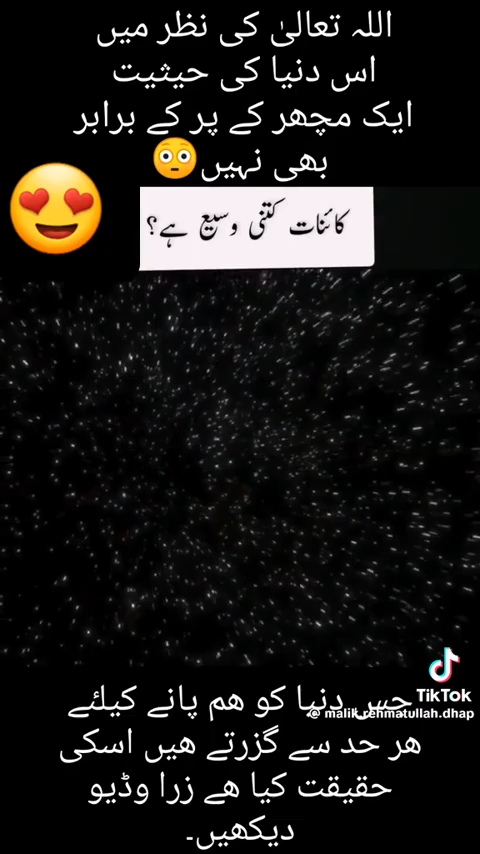 اللہ تعالیٰ کی نظر میں
اس دنیا کی حیثیت
ایک مچھر کے پر کے برابر
بھی نہیں😳
کائنات کتنی وسیع ہے؟
جس دنیا کو ھم پانے کیلئے
ھر حد سے گزرتے ھیں اسکی
حقیقت کیا ھے زرا وڈیو
دیکھیں۔
TikTok
@malik.rehmatullah.dhap